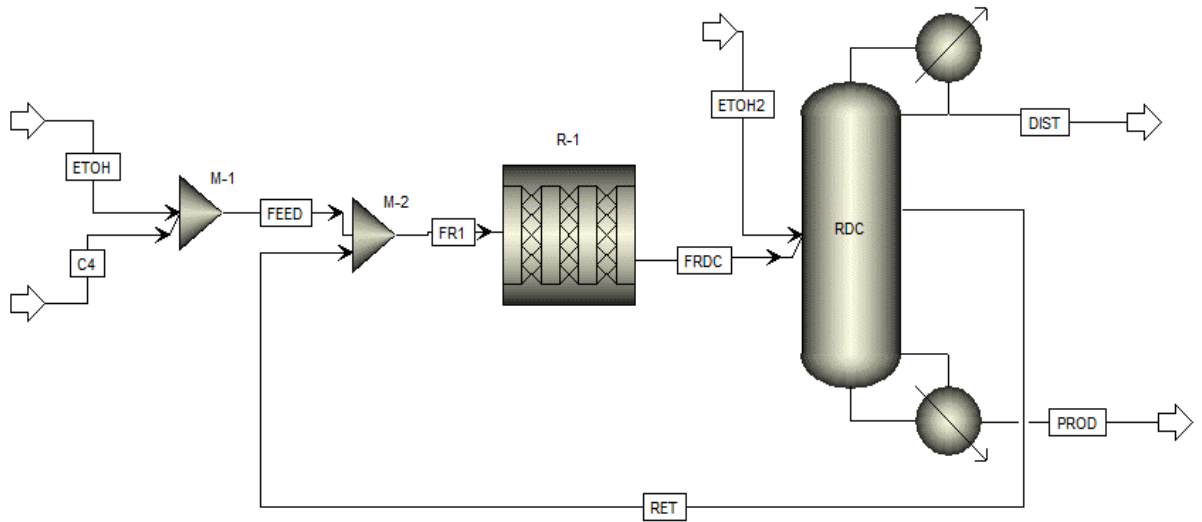 ETOH
C4
M-1
FEED
M-2
FR1
R-1
FRDC
ETOH2
RDC
DIST
PROD
RET